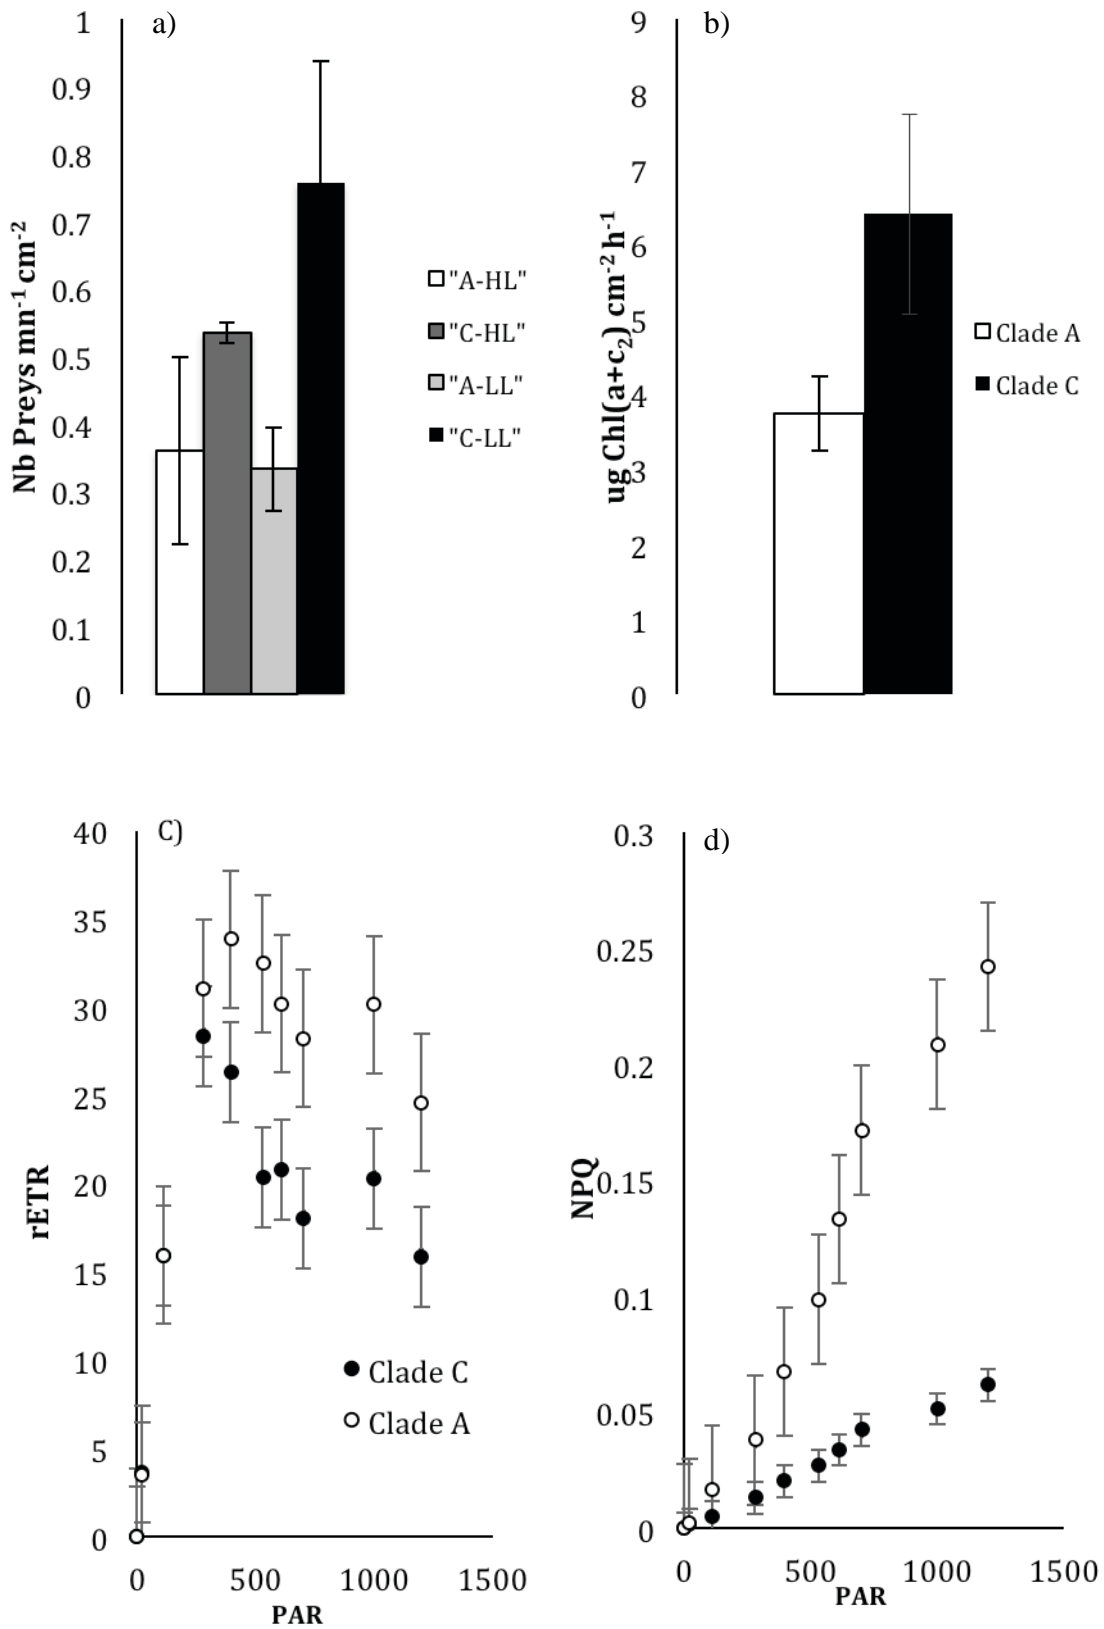 a)
1
0.9
0.8
0.7
0.6
0.5
0.4
0.3
0.2
0.1
0
Nb Preys mn⁻¹ cm⁻²
"A-HL"
"C-HL"
"A-LL"
"C-LL"
b)
9
8
7
6
5
4
3
2
1
0
ug Chl(a+c₂) cm⁻² h⁻¹
Clade A
Clade C
C)
40
35
30
25
20
15
10
5
0
rETR
Clade C
Clade A
0 500 1000 1500
PAR
d)
0.3
0.25
0.2
0.15
0.1
0.05
0
NPQ
0 500 1000 1500
PAR